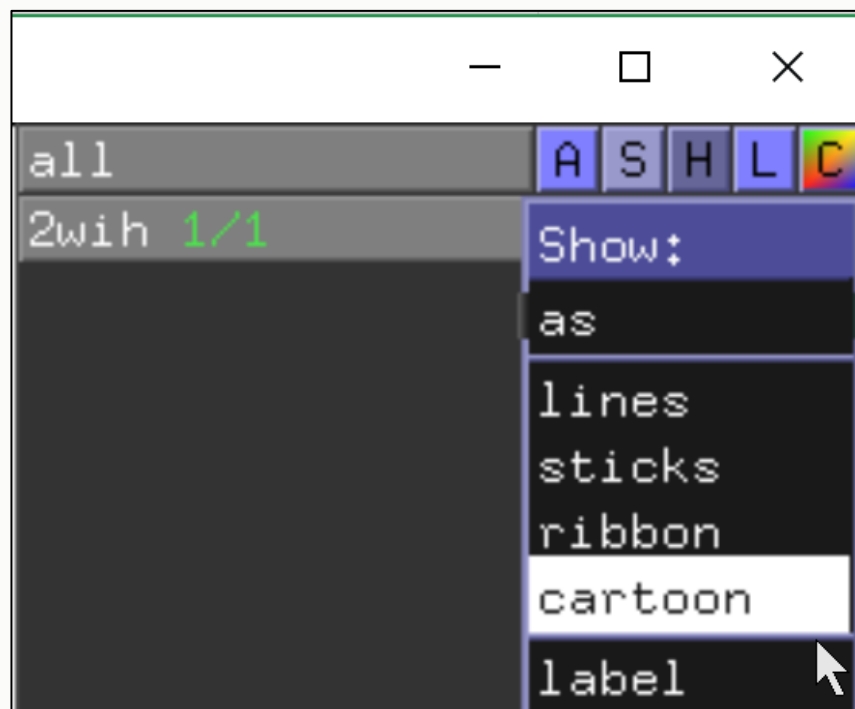 all A S H L C
2wih 1/1
Show:
as
lines
sticks
ribbon
cartoon
label